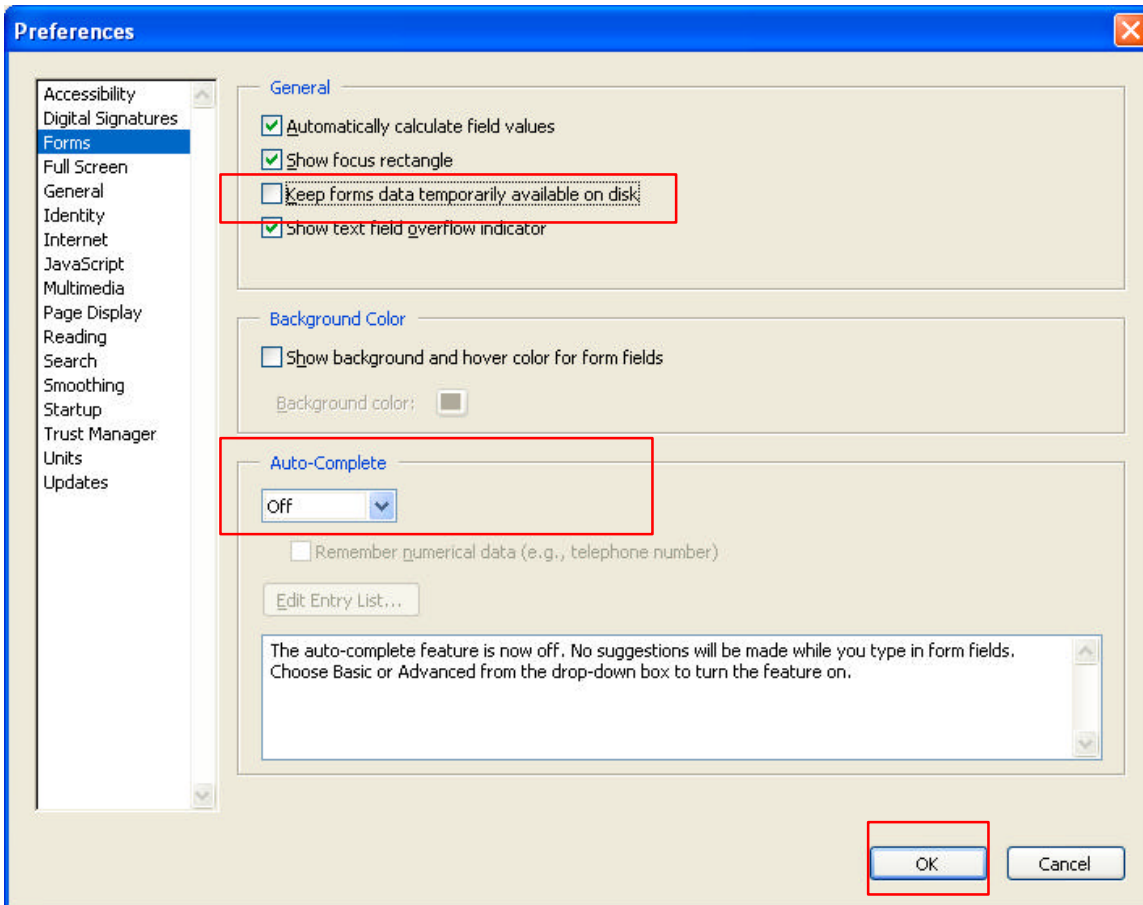 Preferences
Accessibility
Digital Signatures
Forms
Full Screen
General
Identity
Internet
JavaScript
Multimedia
Page Display
Reading
Search
Smoothing
Startup
Trust Manager
Units
Updates
General
Automatically calculate field values
Show focus rectangle
Keep forms data temporarily available on disk
Show text field overflow indicator
Background Color
Show background and hover color for form fields
Background color:
Auto-Complete
Off
Remember numerical data (e.g., telephone number)
Edit Entry List...
The auto-complete feature is now off. No suggestions will be made while you type in form fields.
Choose Basic or Advanced from the drop-down box to turn the feature on.
OK
Cancel